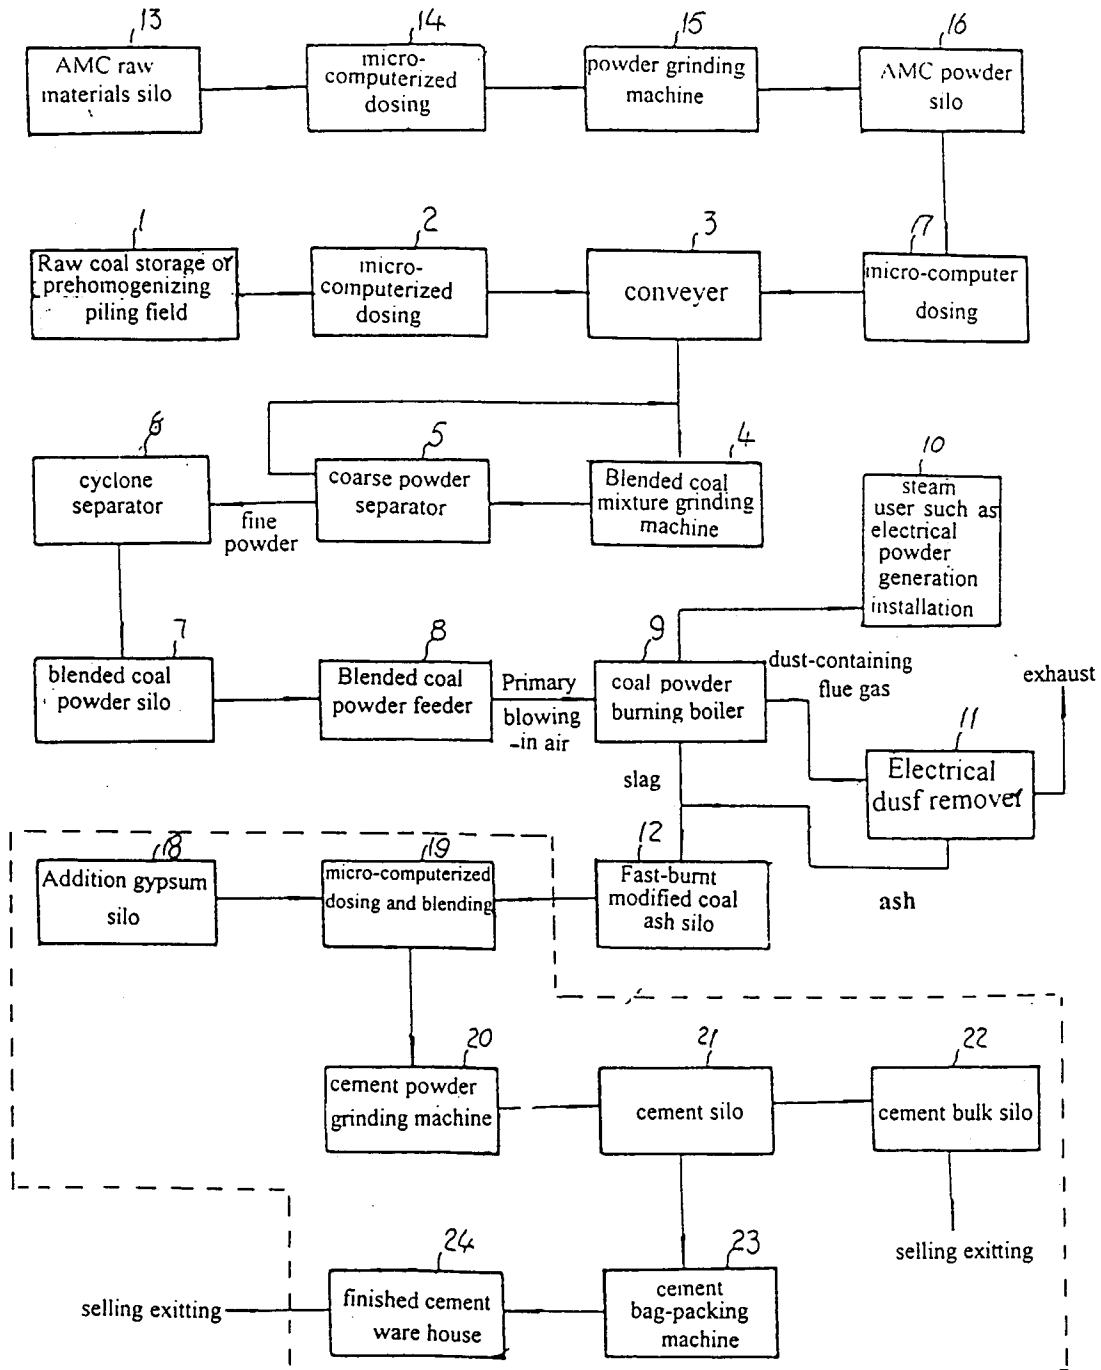 13
14
15
16
AMC raw
materials silo
micro-
computerized
dosing
powder grinding
machine
AMC powder
silo
1
2
3
17
Raw coal storage or
prehomogenizing
piling field
micro-
computerized
dosing
conveyer
micro-computer
dosing
6
5
4
10
cyclone
separator
fine
powder
coarse powder
separator
Blended coal
mixture grinding
machine
steam
user such as
electrical
powder
generation
installation
7
8
9
blended coal
powder silo
Blended coal
powder feeder
Primary
blowing
-in air
coal powder
burning boiler
dust-containing
flue gas
exhaust
11
Electrical
dusf remover
slag
ash
18
19
12
Addition gypsum
silo
micro-computerized
dosing and blending
Fast-burnt
modified coal
ash silo
20
21
22
cement powder
grinding machine
cement silo
cement bulk silo
selling exitting
24
23
selling exitting
finished cement
ware house
cement
bag-packing
machine